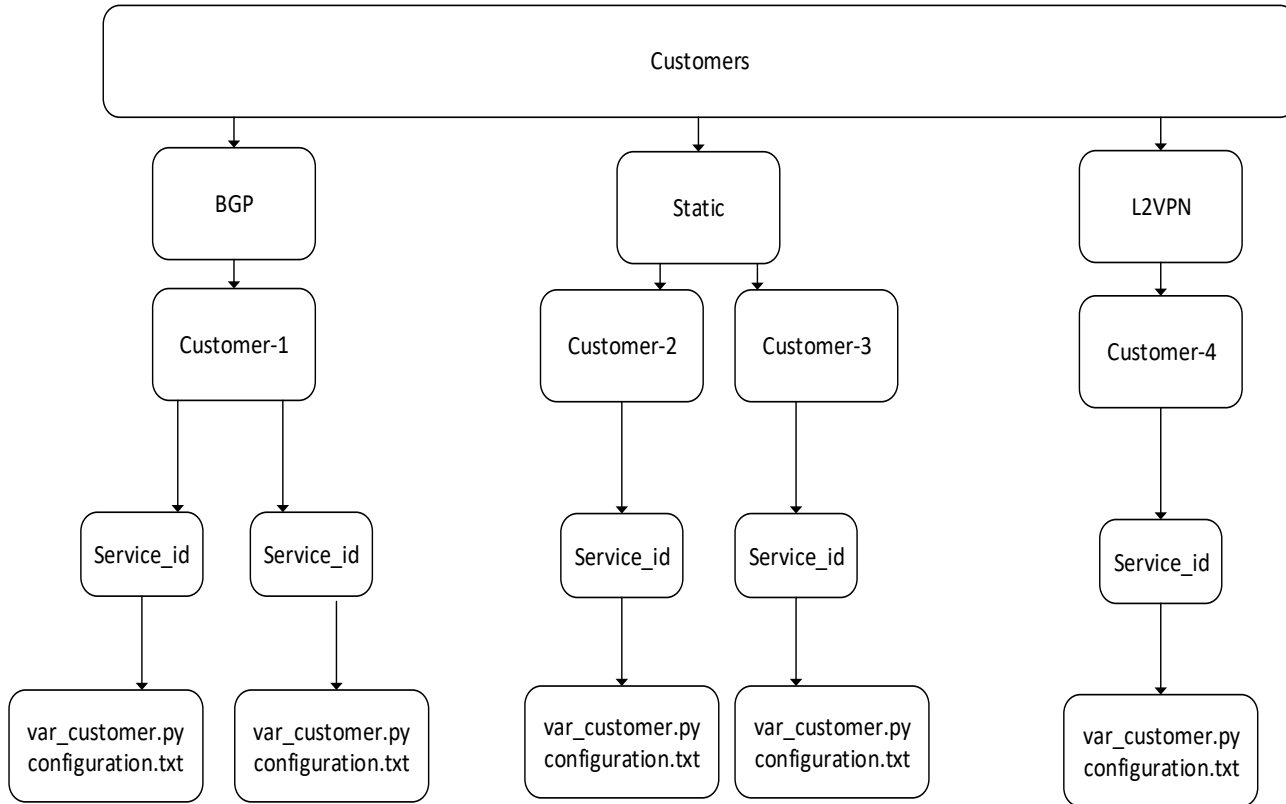 Customers
BGP
Static
L2VPN
Customer-1
Customer-2
Customer-3
Customer-4
Service_id
Service_id
Service_id
Service_id
Service_id
var_customer.py
configuration.txt
var_customer.py
configuration.txt
var_customer.py
configuration.txt
var_customer.py
configuration.txt
var_customer.py
configuration.txt